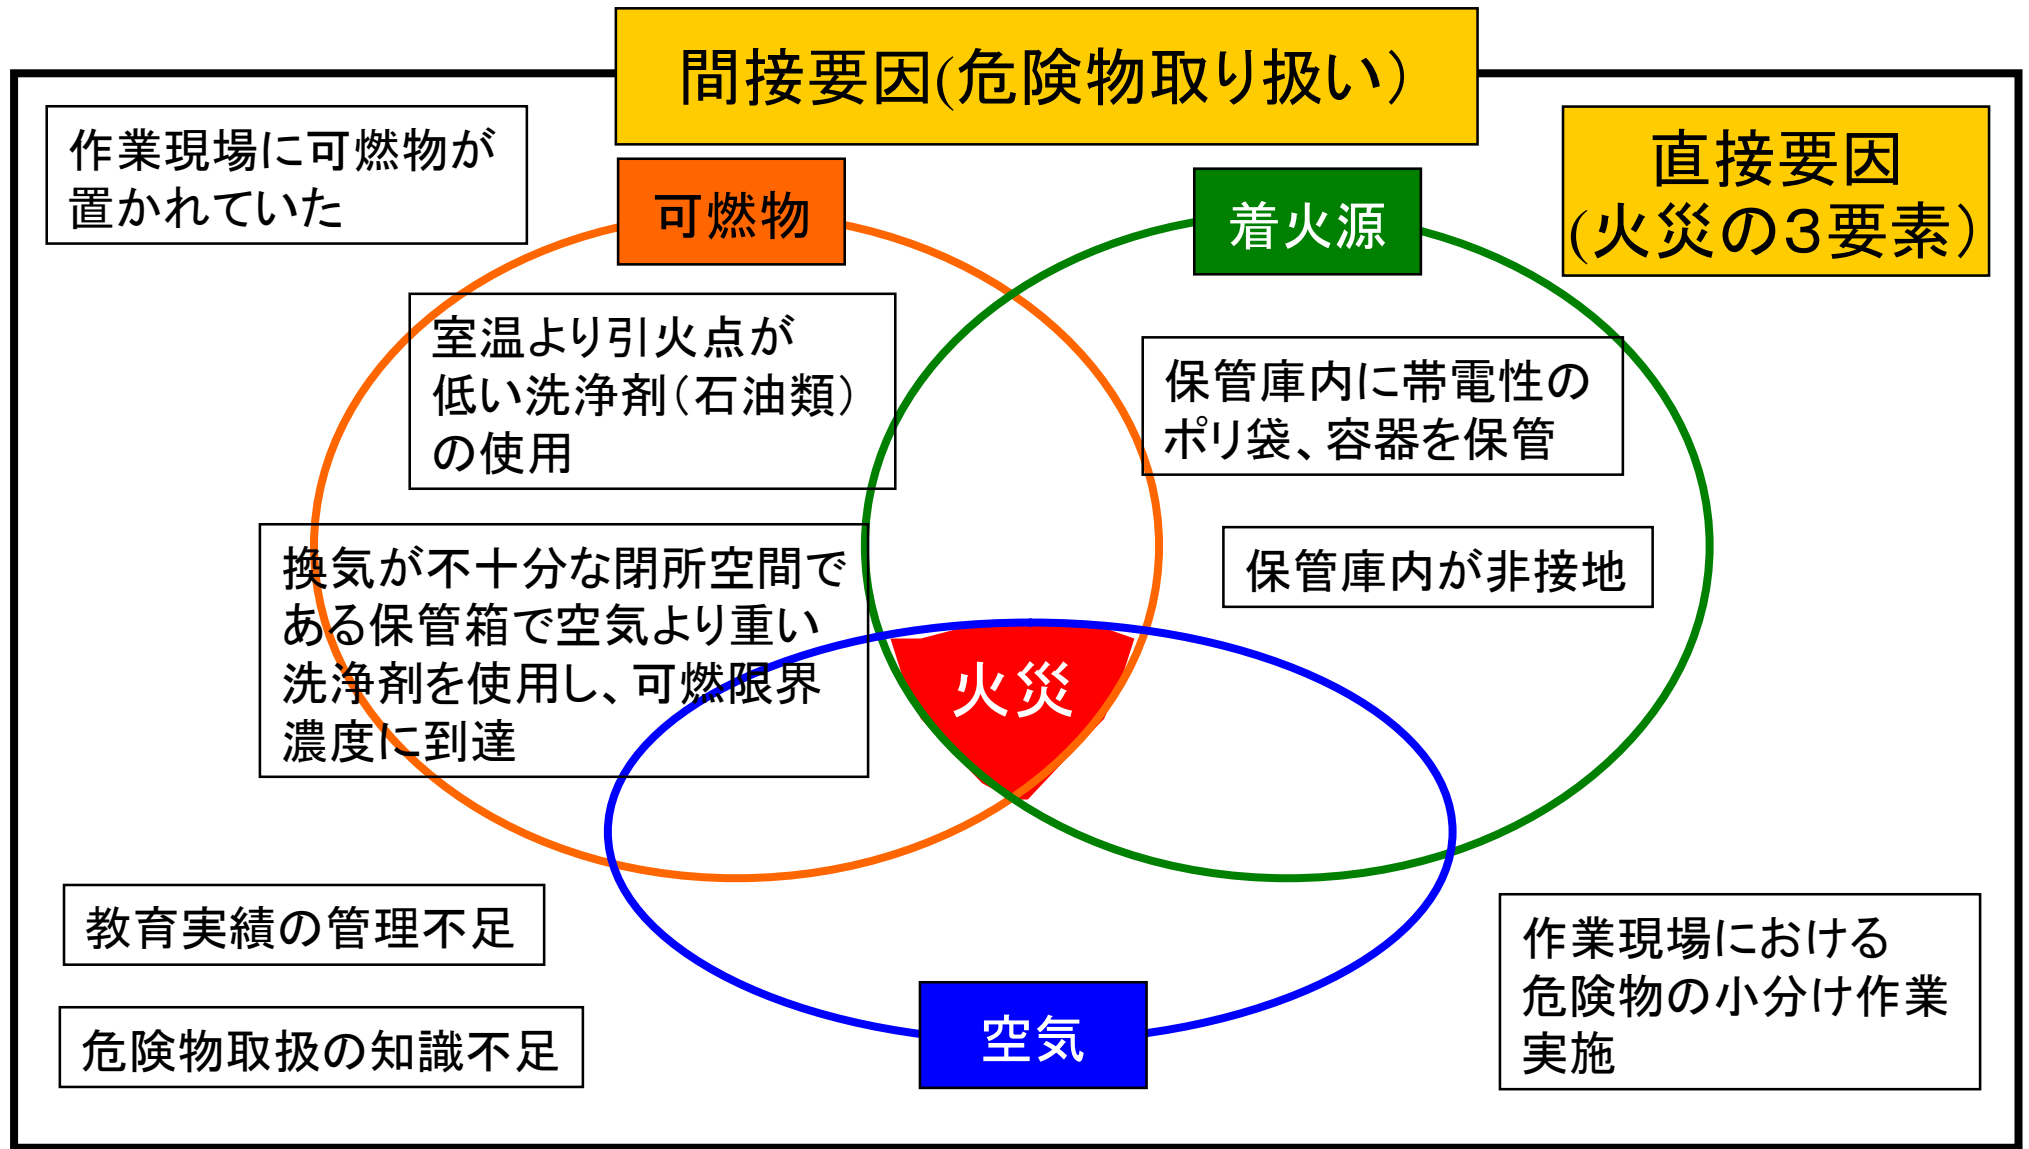 間接要因(危険物取り扱い）
作業現場に可燃物が
置かれていた
直接要因
(火災の３要素）
可燃物
着火源
室温より引火点が
低い洗浄剤（石油類）
の使用
保管庫内に帯電性の
ポリ袋、容器を保管
換気が不十分な閉所空間で
ある保管箱で空気より重い
洗浄剤を使用し、可燃限界
濃度に到達
保管庫内が非接地
火災
教育実績の管理不足
危険物取扱の知識不足
空気
作業現場における
危険物の小分け作業
実施